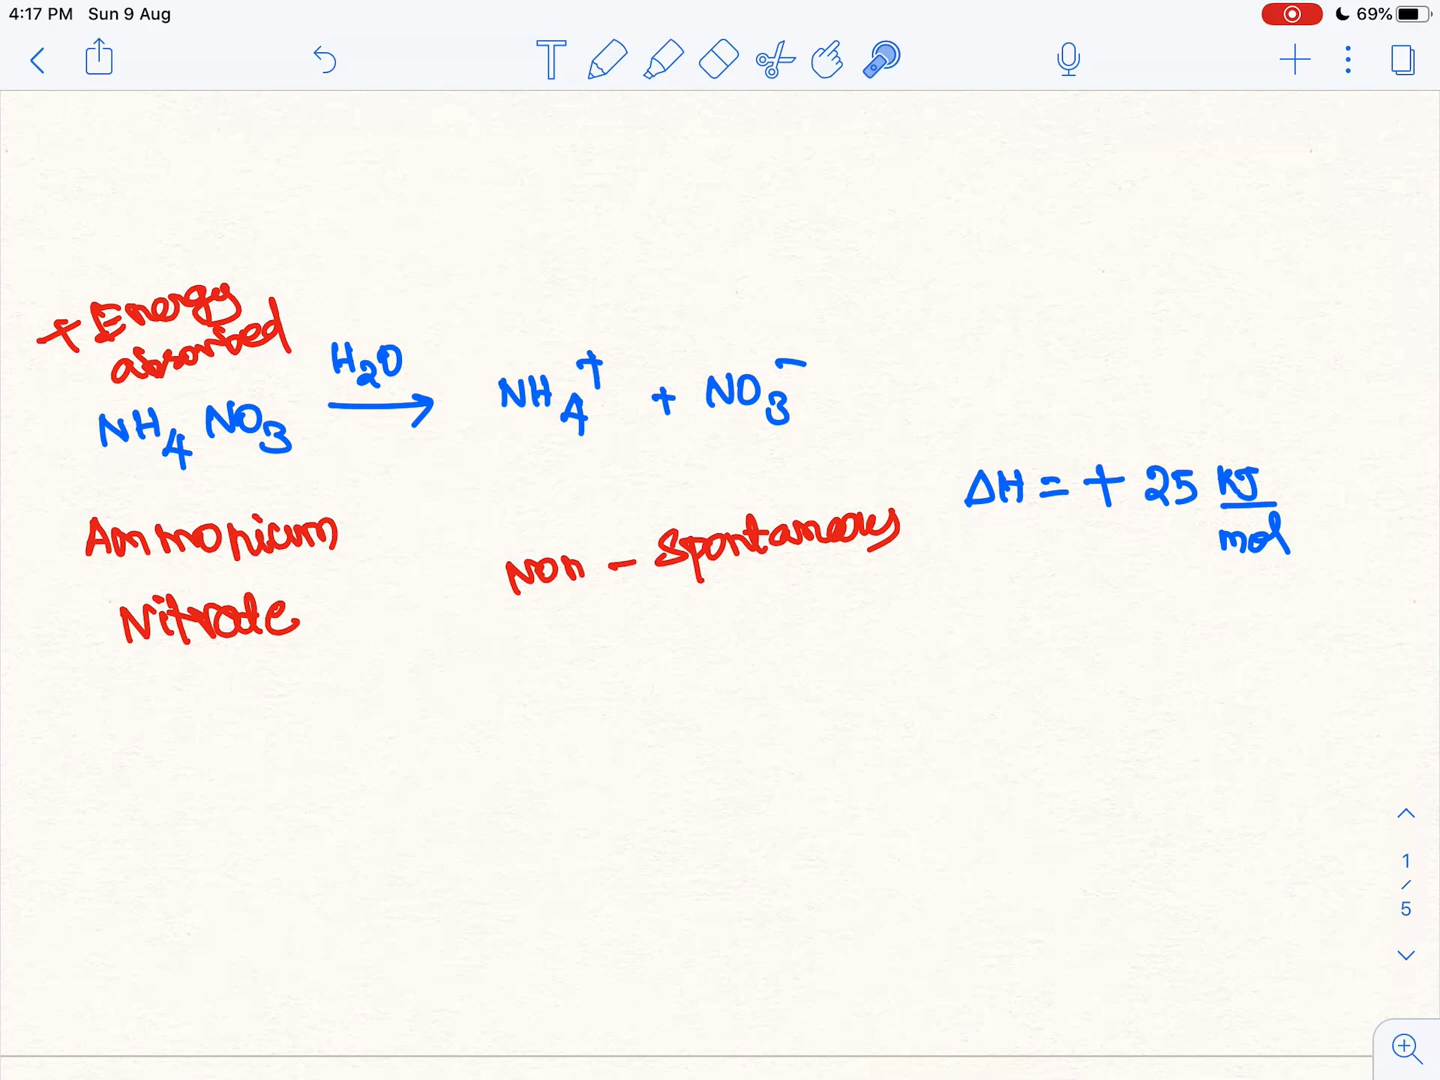 4:17 PM Sun 9 Aug 69%
+ Energy
absorbed
NH₄NO₃ H₂O → NH₄⁺ + NO₃⁻
ΔH = + 25 kJ/mol
Ammonium
Nitrate
Non - Spontaneous
1
/
5